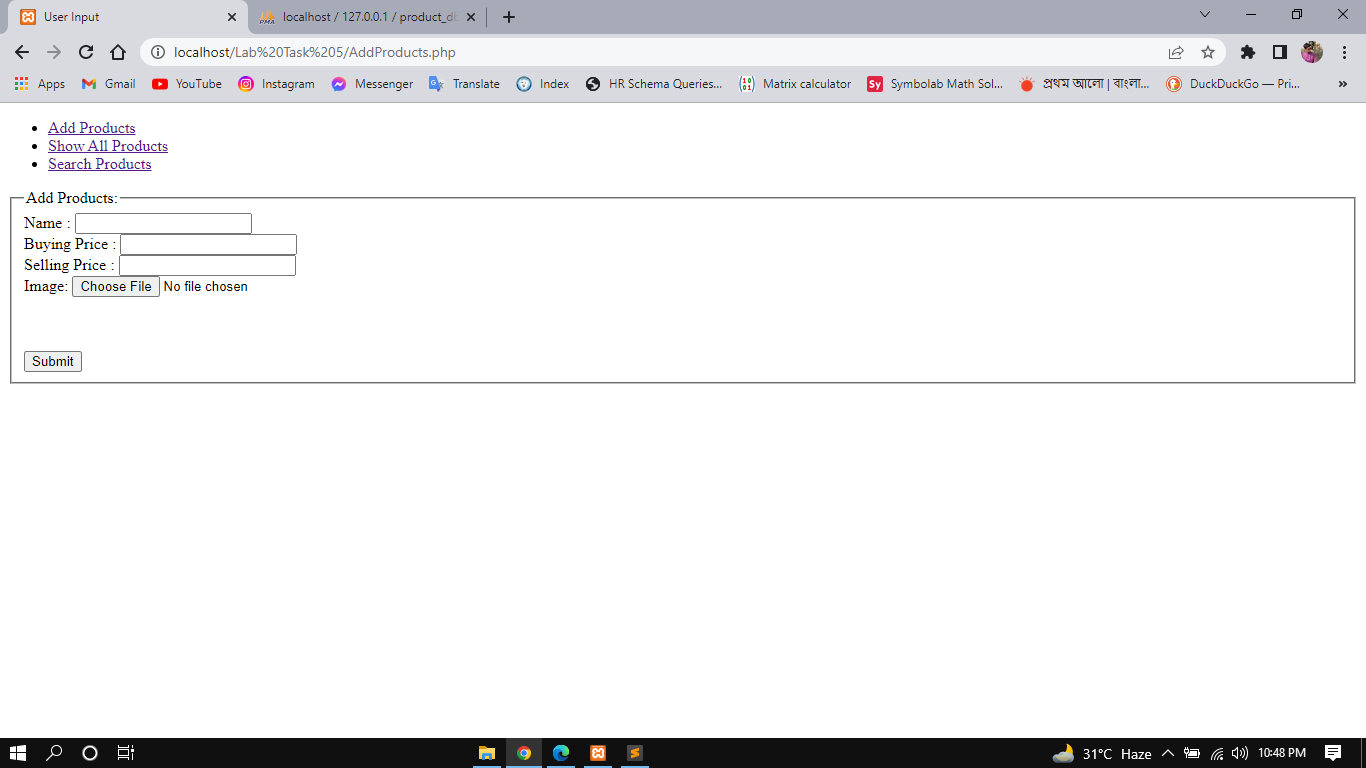 User Input
localhost / 127.0.0.1 / product_db
localhost/Lab%20Task%205/AddProducts.php
Apps Gmail YouTube Instagram Messenger Translate Index HR Schema Queries... Matrix calculator Sy Symbolab Math Sol... প্রথম আলো | বাংলা... DuckDuckGo — Pri... »
Add Products
Show All Products
Search Products
Add Products:
Name :
Buying Price :
Selling Price :
Image: Choose File No file chosen
Submit
31°C Haze 10:48 PM